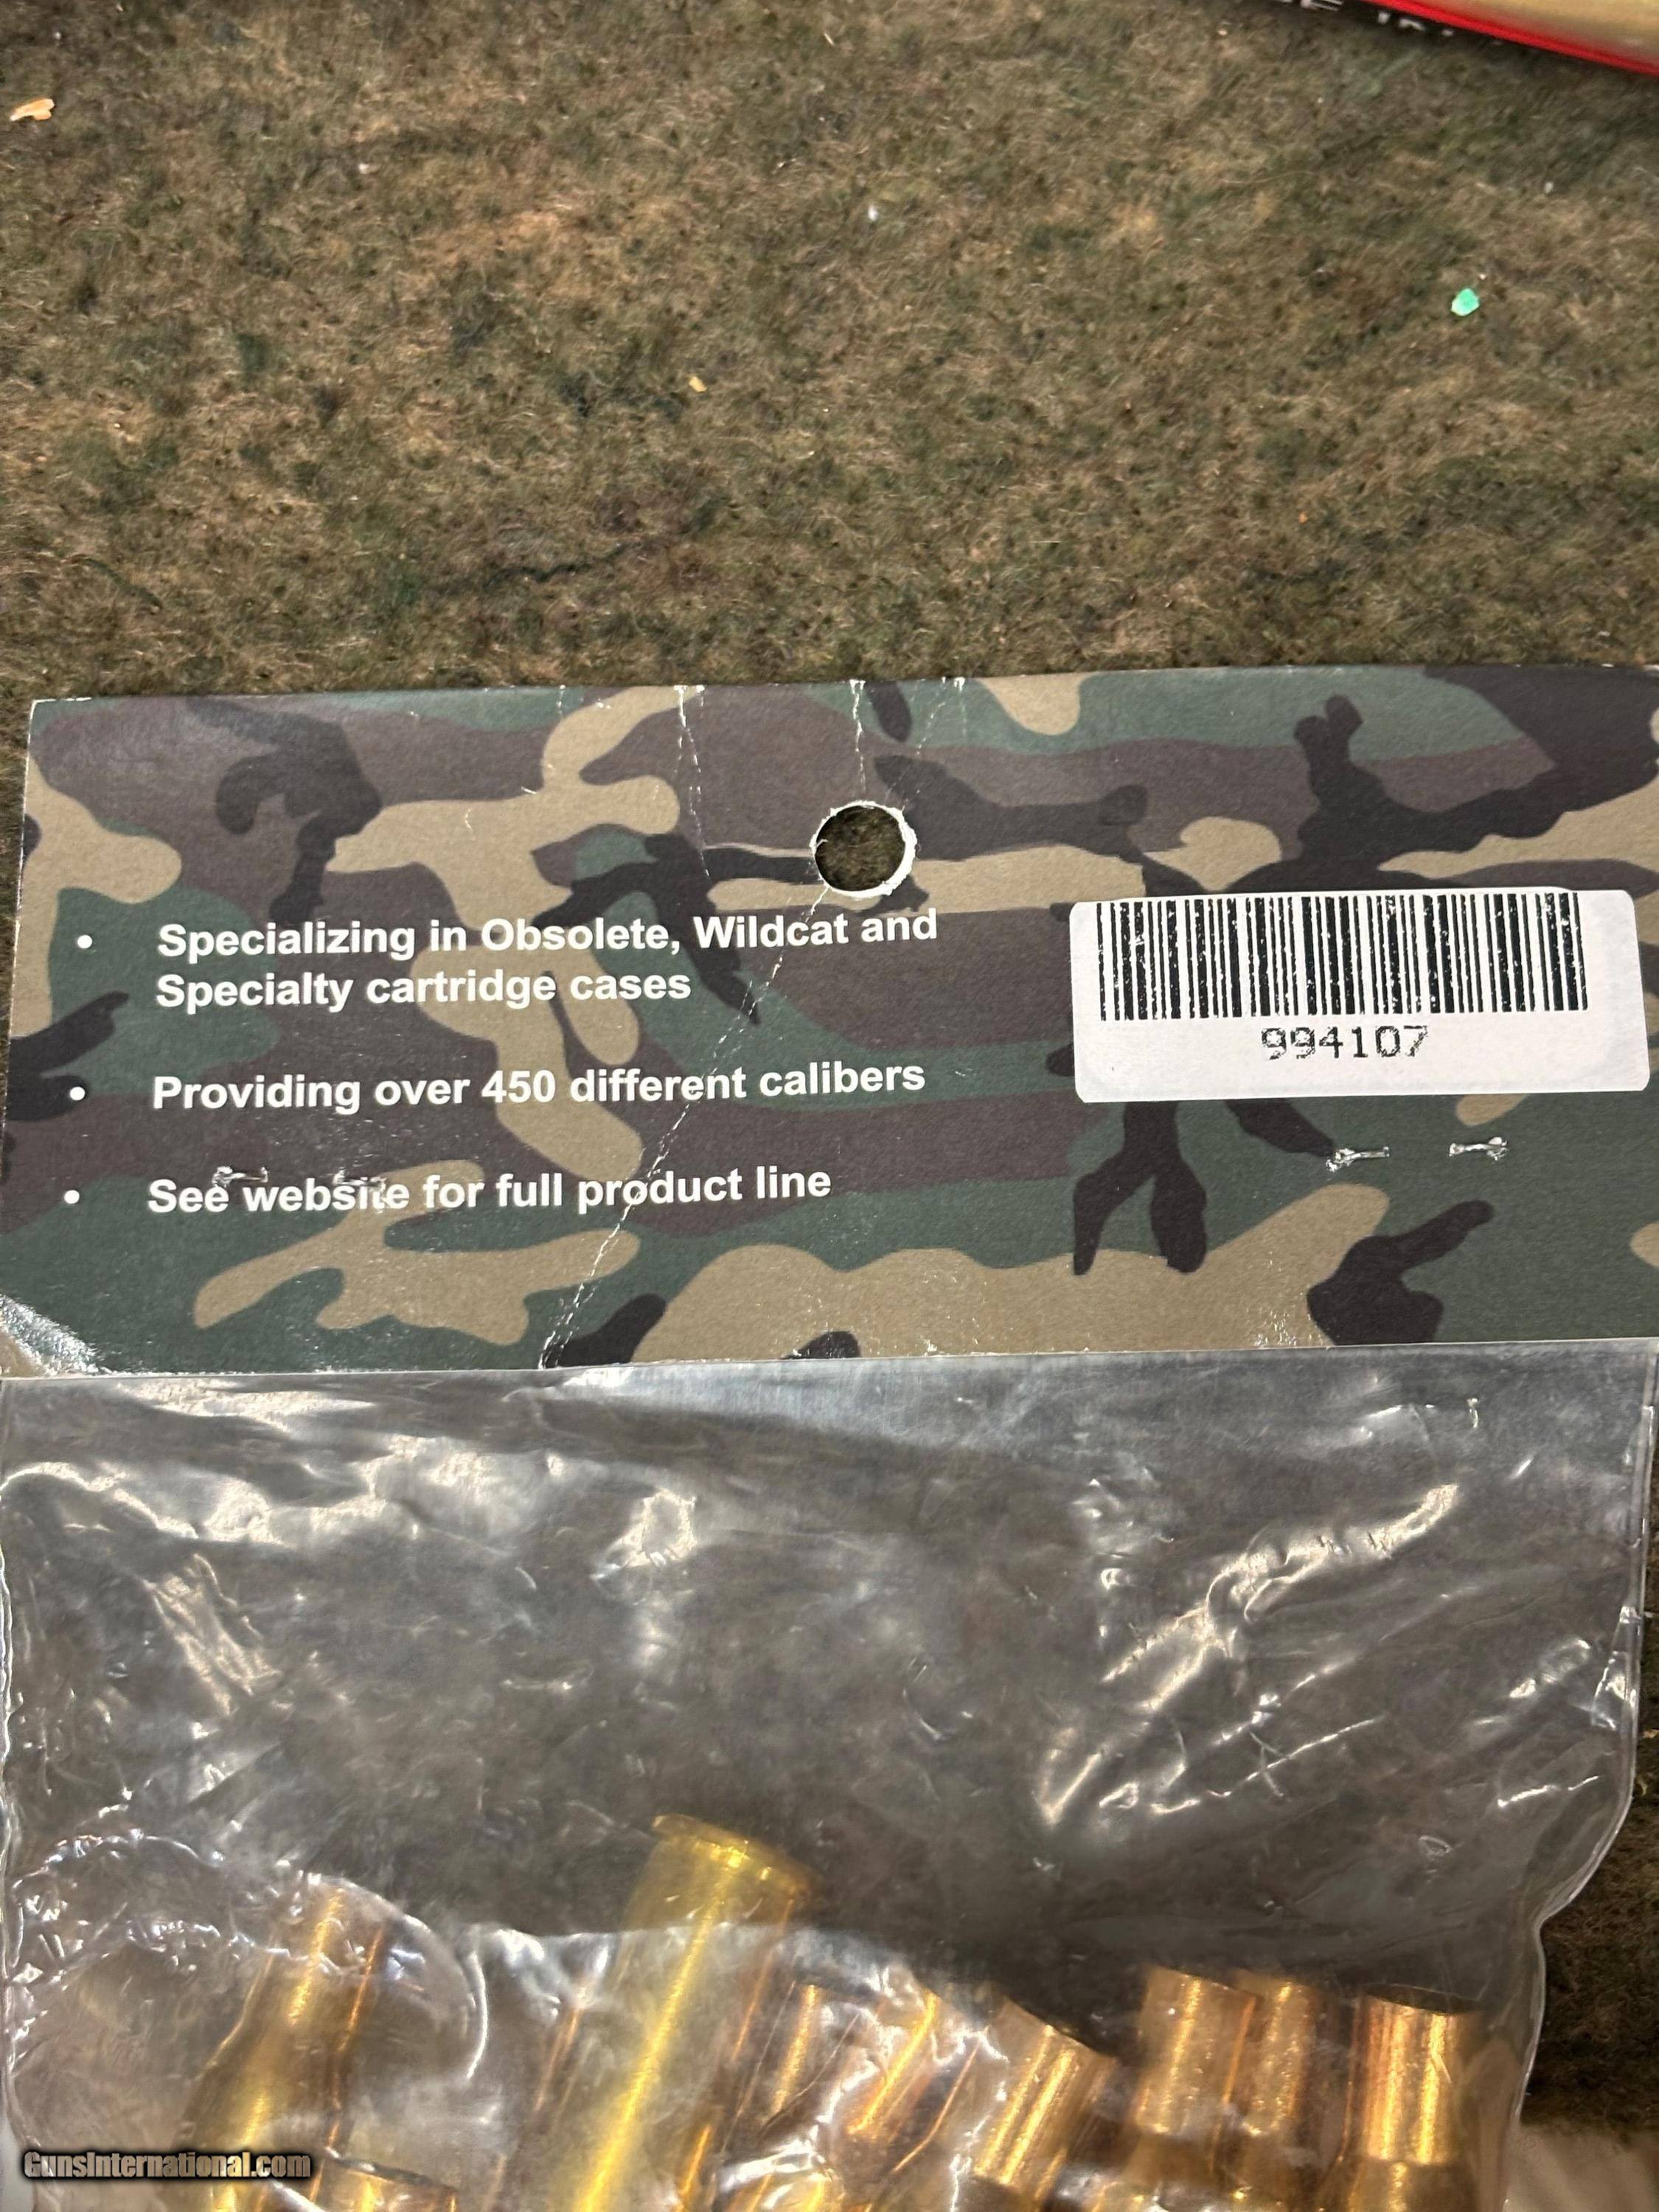 • Specializing in Obsolete, Wildcat and
Specialty cartridge cases
• Providing over 450 different calibers
• See website for full product line
994107
GunsInternational.com